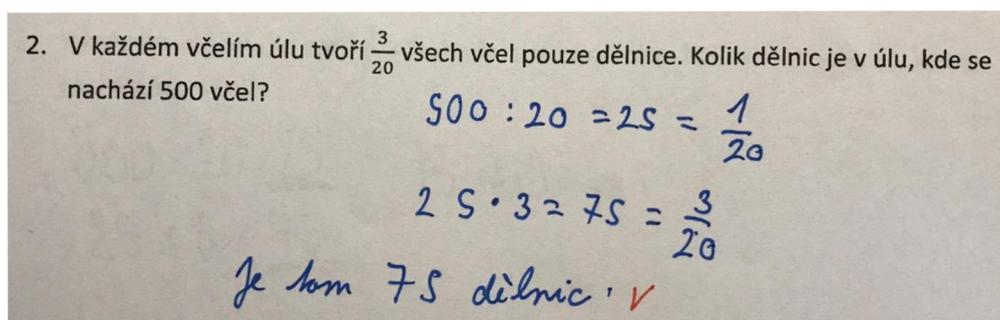 2. V každém včelím úlu tvoří 3/20 všech včel pouze dělnice. Kolik dělnic je v úlu, kde se
nachází 500 včel?
500 : 20 = 25 = 1/20
25 · 3 = 75 = 3/20
Je tam 75 dělnic.